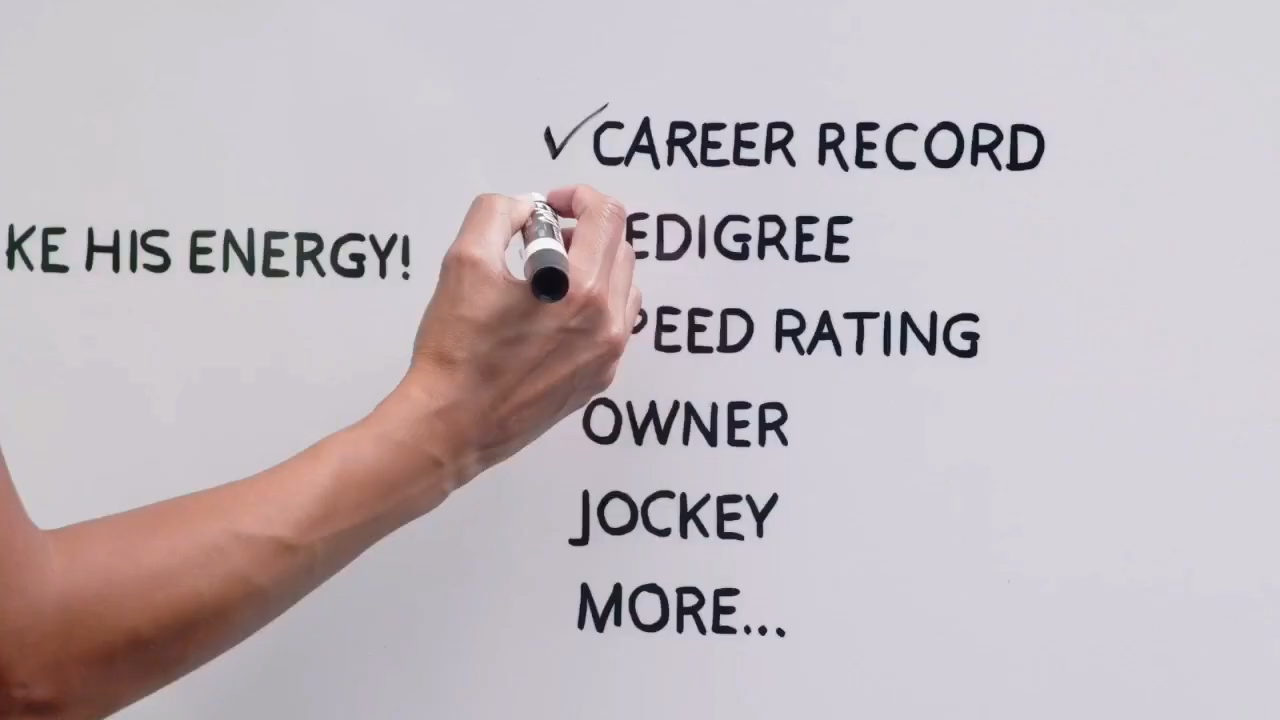 KE HIS ENERGY!
✓CAREER RECORD
EDIGREE
PEED RATING
OWNER
JOCKEY
MORE...